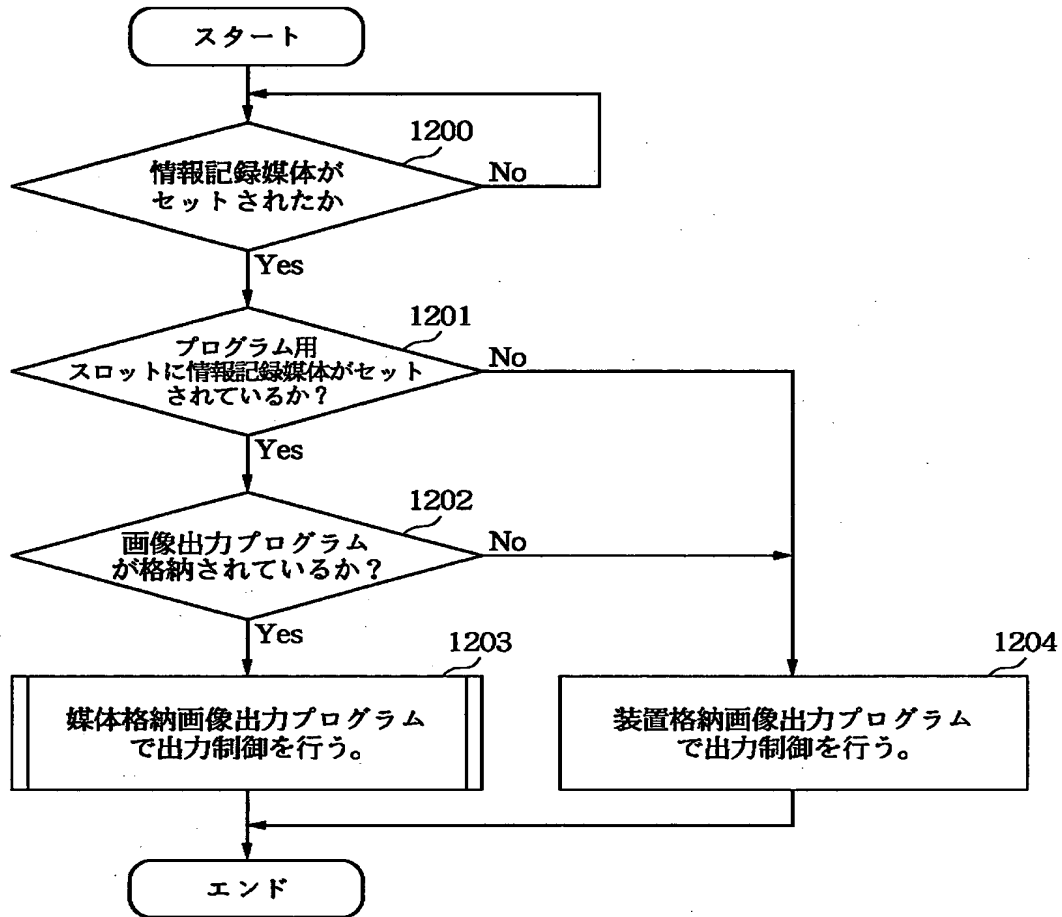 スタート
1200
情報記録媒体が
セットされたか
No
Yes
1201
プログラム用
スロットに情報記録媒体がセット
されているか?
No
Yes
1202
画像出力プログラム
が格納されているか?
No
Yes
1203
媒体格納画像出力プログラム
で出力制御を行う。
1204
装置格納画像出力プログラム
で出力制御を行う。
エンド